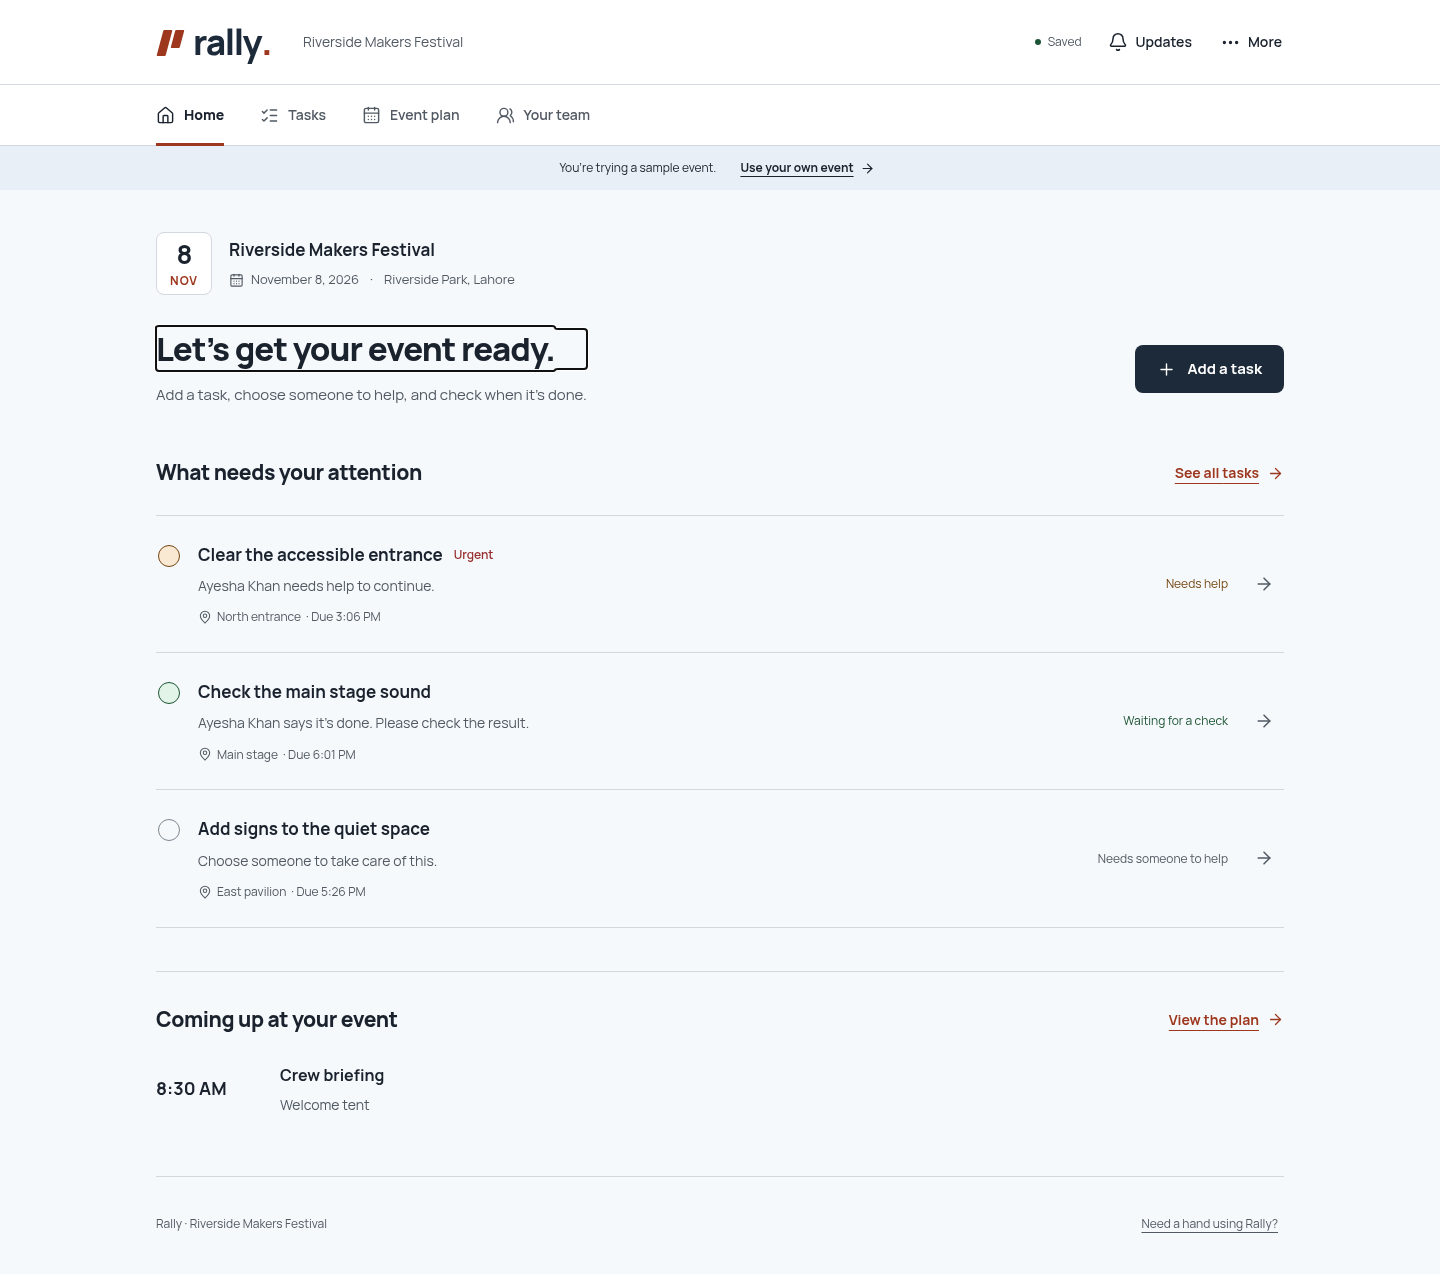 rally.
Riverside Makers Festival
Saved
Updates
More
Home
Tasks
Event plan
Your team
You're trying a sample event. Use your own event
8
NOV
Riverside Makers Festival
November 8, 2026 · Riverside Park, Lahore
Let's get your event ready.
Add a task, choose someone to help, and check when it's done.
Add a task
What needs your attention
See all tasks
Clear the accessible entrance Urgent
Ayesha Khan needs help to continue.
North entrance · Due 3:06 PM
Needs help
Check the main stage sound
Ayesha Khan says it's done. Please check the result.
Main stage · Due 6:01 PM
Waiting for a check
Add signs to the quiet space
Choose someone to take care of this.
East pavilion · Due 5:26 PM
Needs someone to help
Coming up at your event
View the plan
8:30 AM
Crew briefing
Welcome tent
Rally · Riverside Makers Festival
Need a hand using Rally?